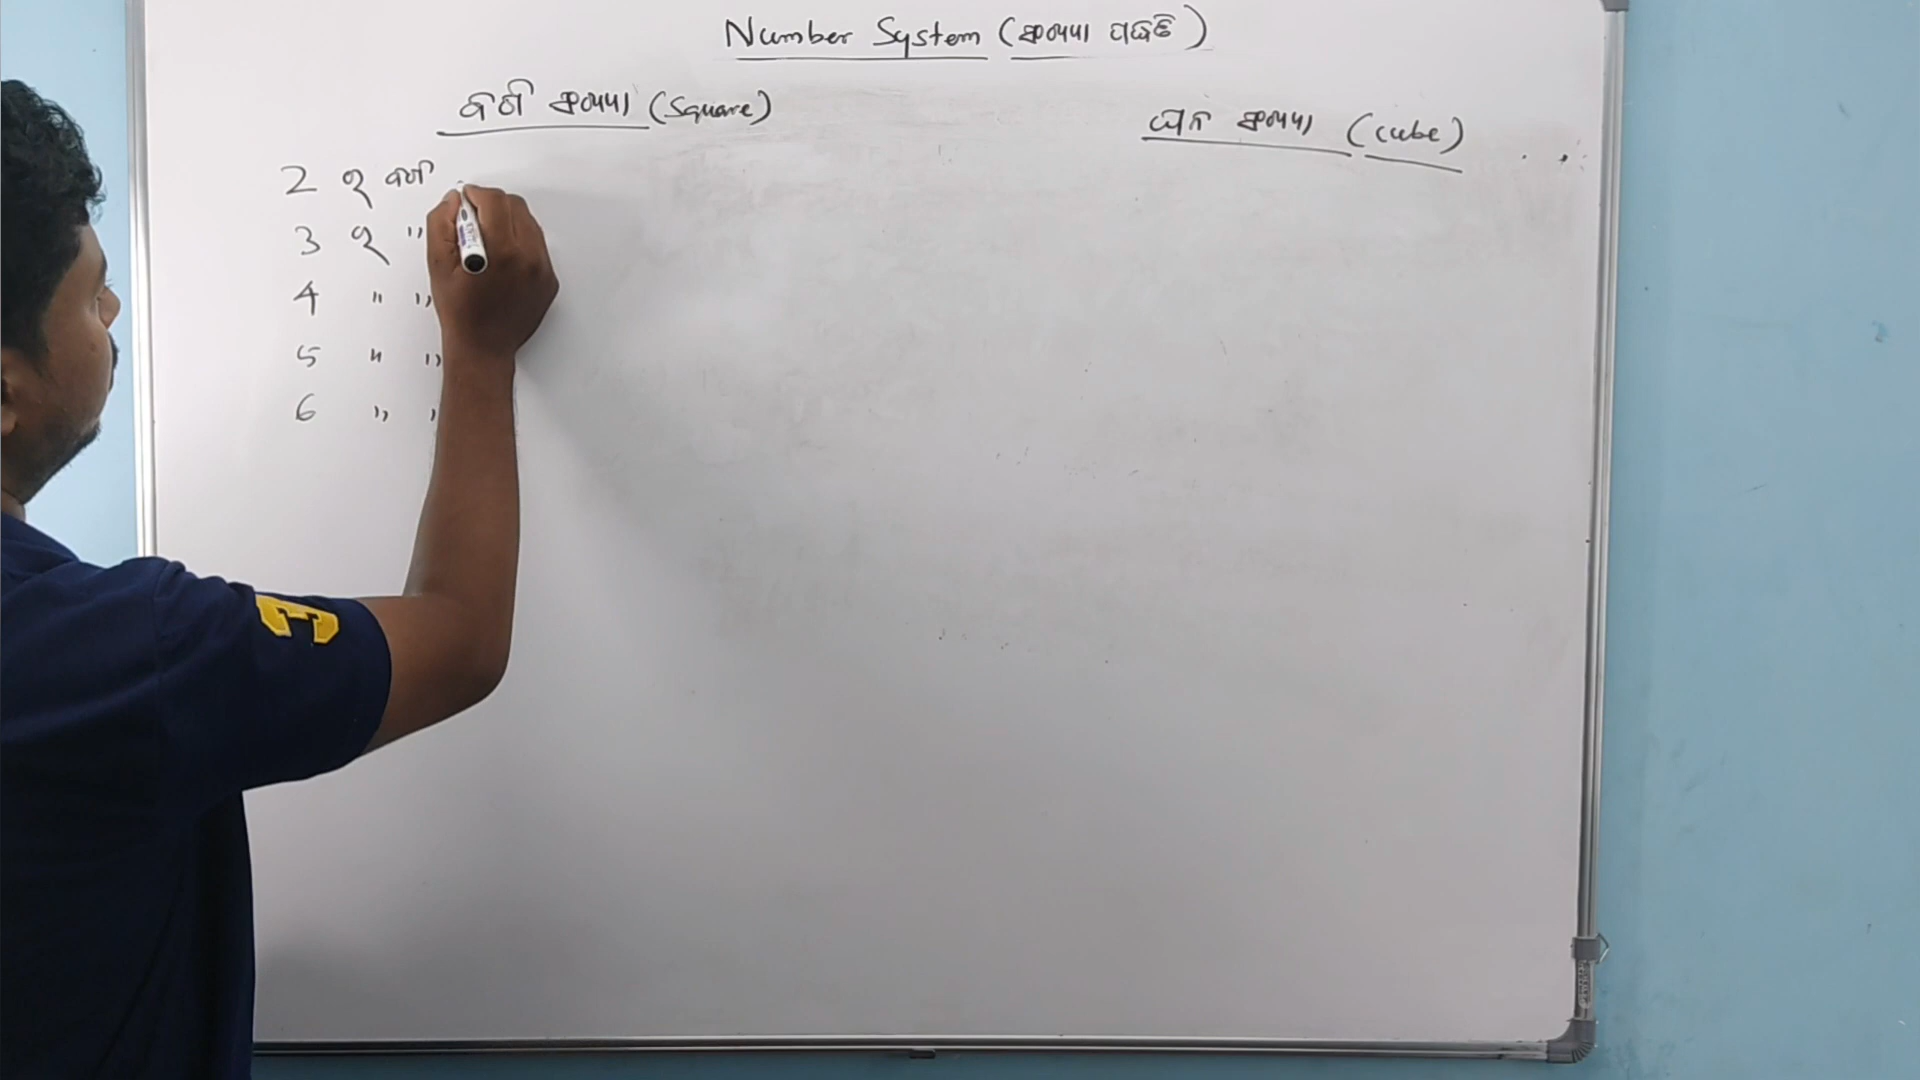 Number System (ସଂଖ୍ୟା ପଦ୍ଧତି)
ବର୍ଗ ସଂଖ୍ୟା (Square)
ଘନ ସଂଖ୍ୟା (cube)
2 ର ବର୍ଗ
3 ର "
4 " "
5 " "
6 " "